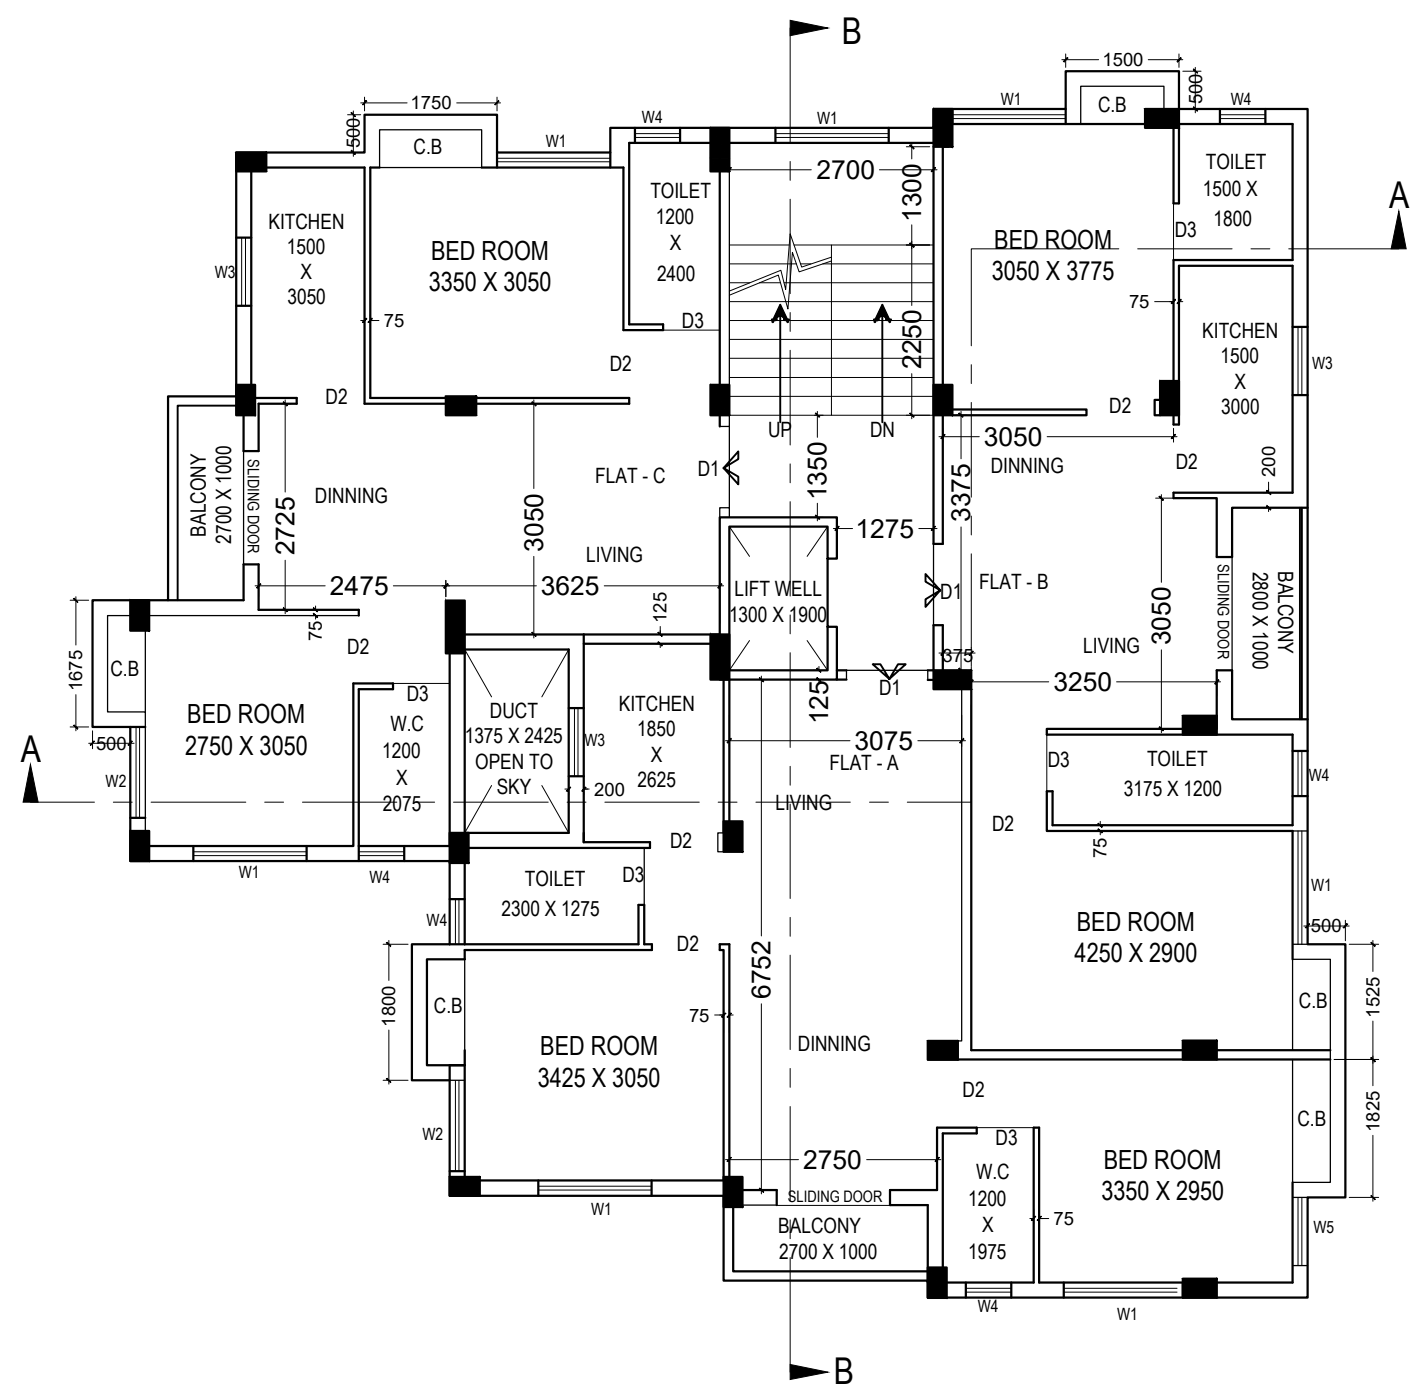 B
1500
500
C.B
W1
W4
1750
500
C.B
W1
W4
W1
2700
1300
TOILET
1500 X
1800
D3
A
TOILET
1200
X
2400
D3
KITCHEN
1500
X
3050
W3
BED ROOM
3350 X 3050
75
D2
D2
BED ROOM
3050 X 3775
75
KITCHEN
1500
X
3000
W3
2250
UP
DN
D2
3050
DINNING
D2
200
BALCONY
2700 X 1000
SLIDING DOOR
2725
DINNING
3050
FLAT - C
D1
1350
3375
1275
LIVING
2475
3625
125
LIFT WELL
1300 X 1900
D1
FLAT - B
3050
SLIDING DOOR
BALCONY
2800 X 1000
LIVING
75
D2
1675
C.B
375
D1
125
3250
BED ROOM
2750 X 3050
500
W2
D3
W.C
1200
X
2075
DUCT
1375 X 2425
OPEN TO
SKY
W3
KITCHEN
1850
X
2625
200
3075
FLAT - A
LIVING
D3
TOILET
3175 X 1200
W4
A
D2
75
W1
W4
D2
TOILET
2300 X 1275
D3
W4
W1
D2
6752
BED ROOM
4250 X 2900
500
C.B
1525
1800
C.B
75
BED ROOM
3425 X 3050
DINNING
D2
C.B
1825
W2
D3
2750
W.C
1200
X
1975
75
BED ROOM
3350 X 2950
W1
SLIDING DOOR
BALCONY
2700 X 1000
W5
W4
W1
B